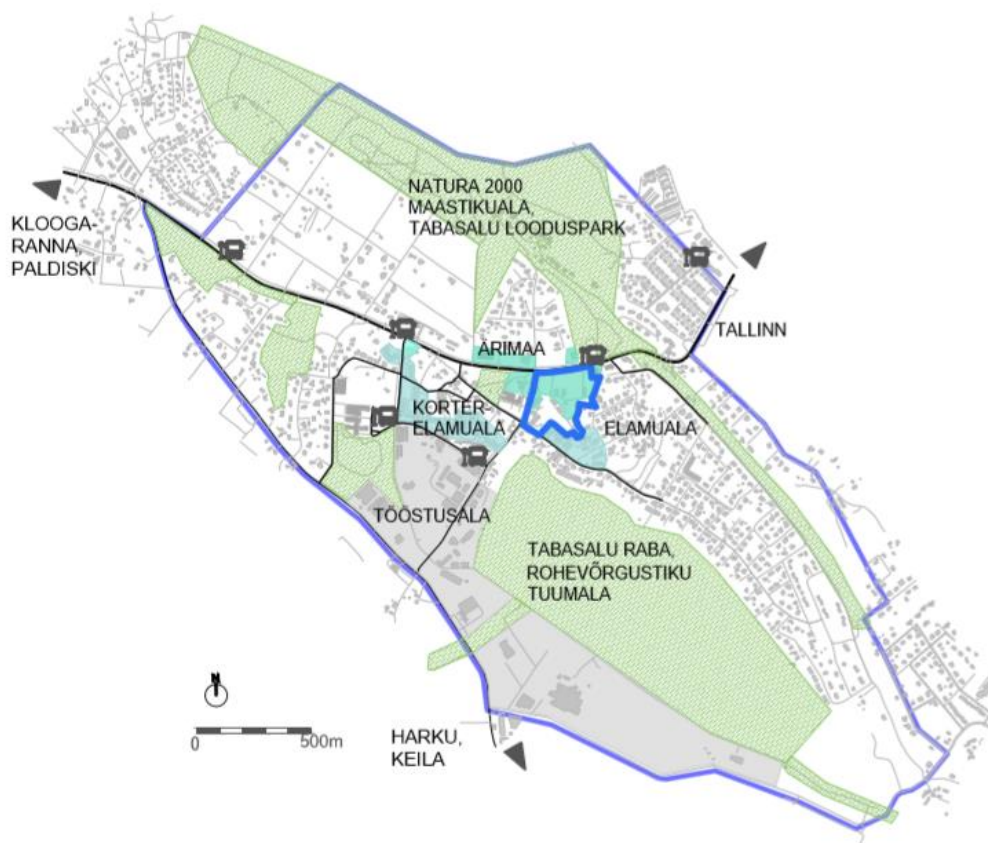 NATURA 2000
MAASTIKUALA,
TABASALU LOODUSPARK
KLOOGA-
RANNA,
PALDISKI
TALLINN
ÄRIMAA
KORTER-
ELAMUALA
ELAMUALA
TÖÖSTUSALA
TABASALU RABA,
ROHEVÕRGUSTIKU
TUUMALA
N
0
500m
HARKU,
KEILA